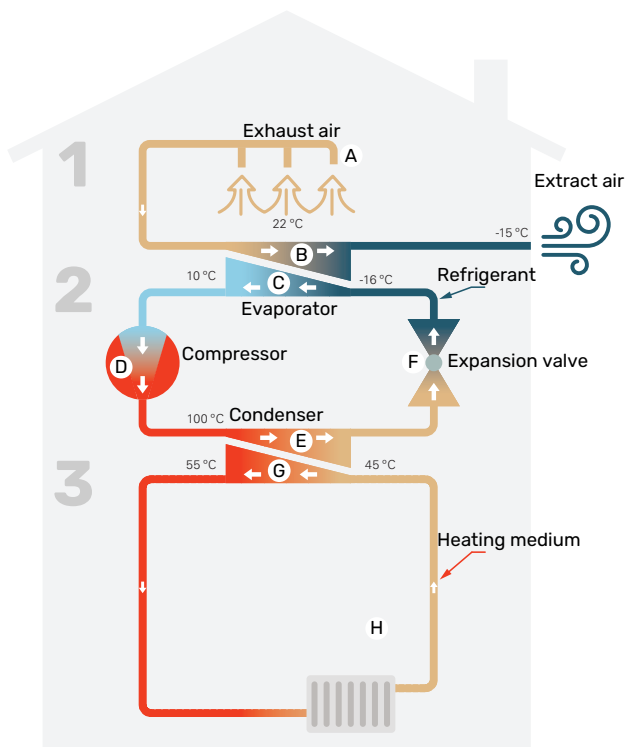 1
Exhaust air
A
Extract air
22 °C
-15 °C
B
2
10 °C
C
-16 °C
Refrigerant
Evaporator
D
Compressor
F
Expansion valve
100 °C
Condenser
E
3
55 °C
G
45 °C
Heating medium
H